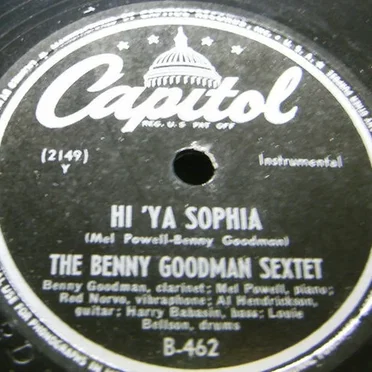 Capitol
REG. U.S. PAT. OFF.
(2149)
Y
Instrumental
HI 'YA SOPHIA
(Mel Powell-Benny Goodman)
THE BENNY GOODMAN SEXTET
Benny Goodman, clarinet; Mel Powell, piano;
Red Norvo, vibraphone; Al Hendrickson,
guitar; Harry Babasin, bass; Louie
Bellson, drums
B-462